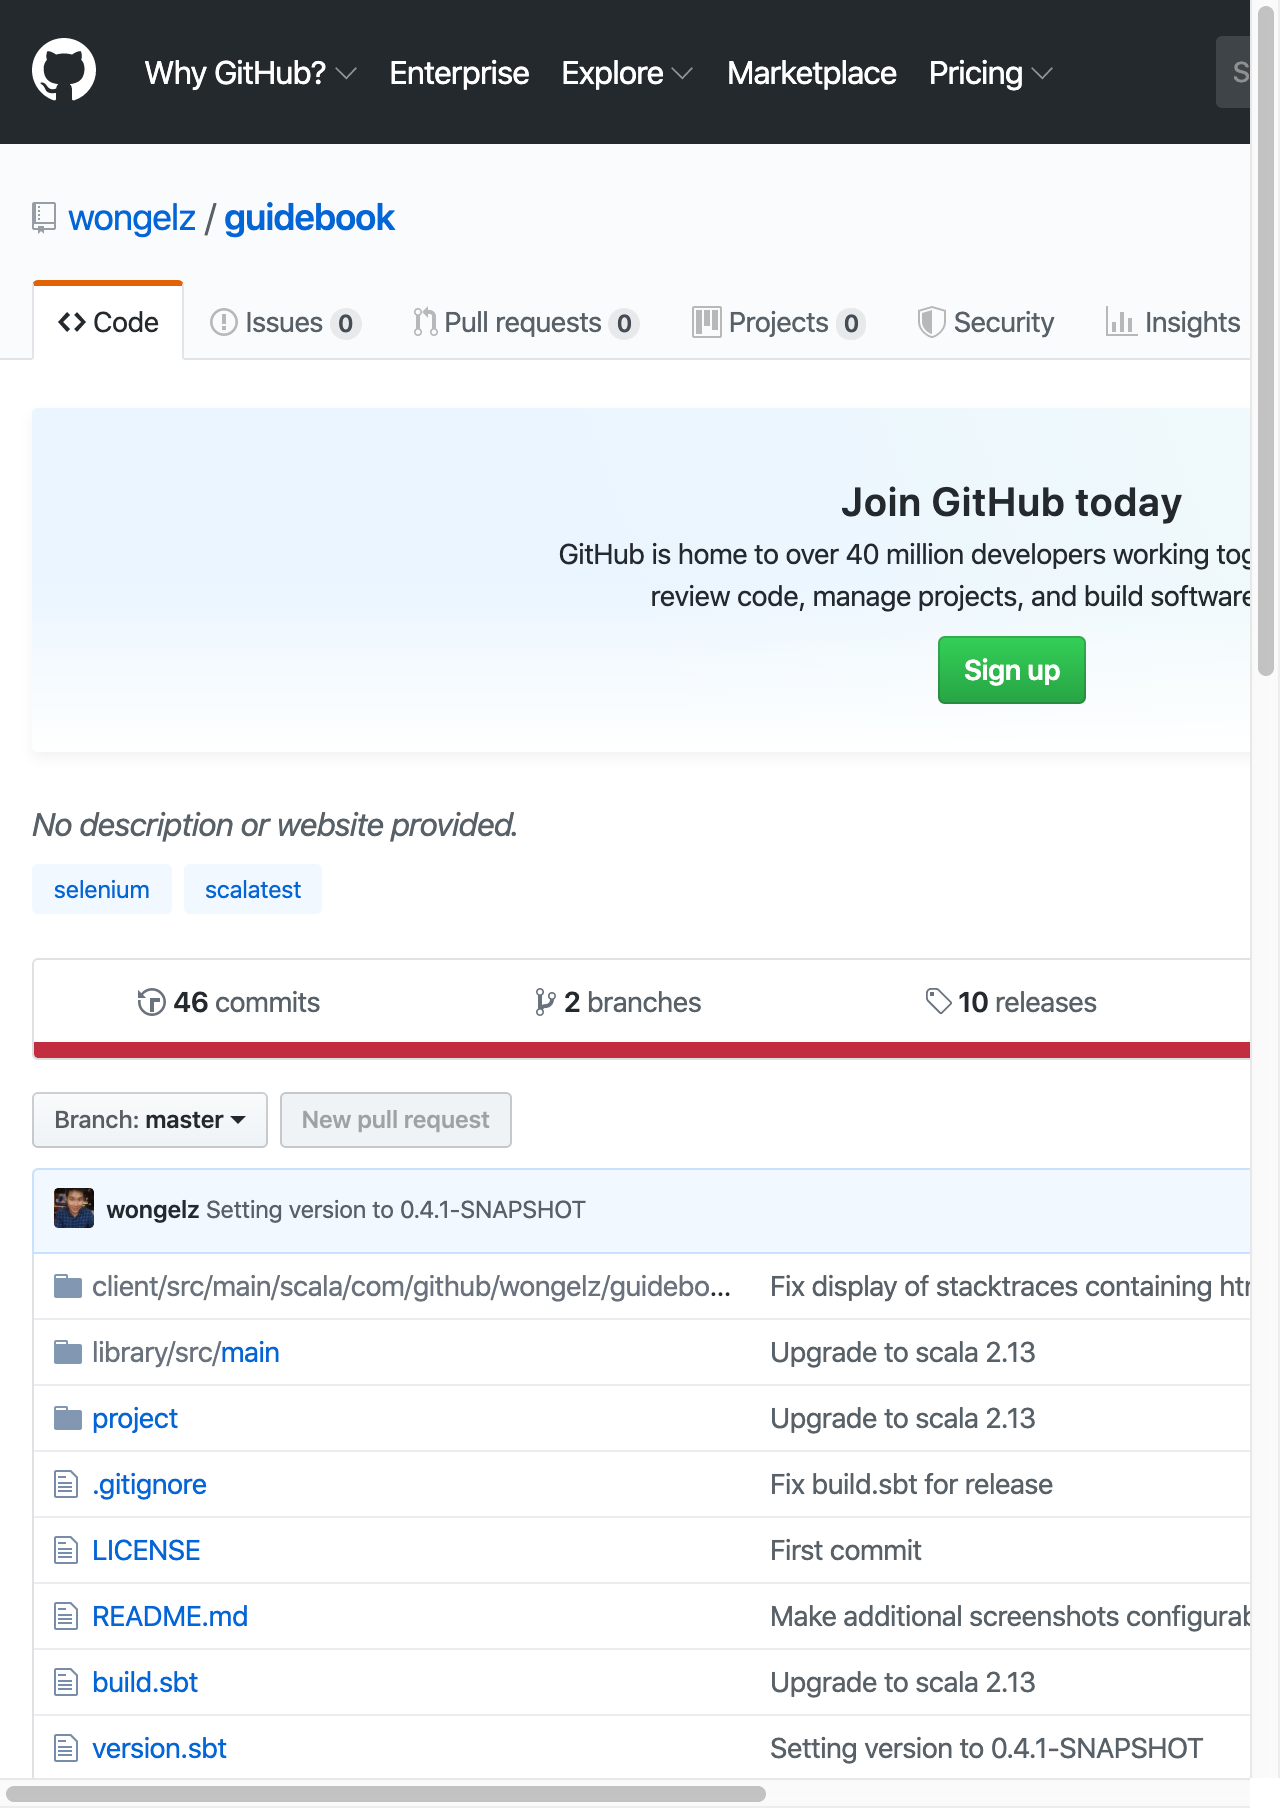 Why GitHub? Enterprise Explore Marketplace Pricing S
wongelz / guidebook
Code Issues 0 Pull requests 0 Projects 0 Security Insights
Join GitHub today
GitHub is home to over 40 million developers working tog
review code, manage projects, and build software
Sign up
No description or website provided.
selenium scalatest
46 commits 2 branches 10 releases
Branch: master New pull request
wongelz Setting version to 0.4.1-SNAPSHOT
client/src/main/scala/com/github/wongelz/guidebo... Fix display of stacktraces containing htm
library/src/main Upgrade to scala 2.13
project Upgrade to scala 2.13
.gitignore Fix build.sbt for release
LICENSE First commit
README.md Make additional screenshots configurab
build.sbt Upgrade to scala 2.13
version.sbt Setting version to 0.4.1-SNAPSHOT